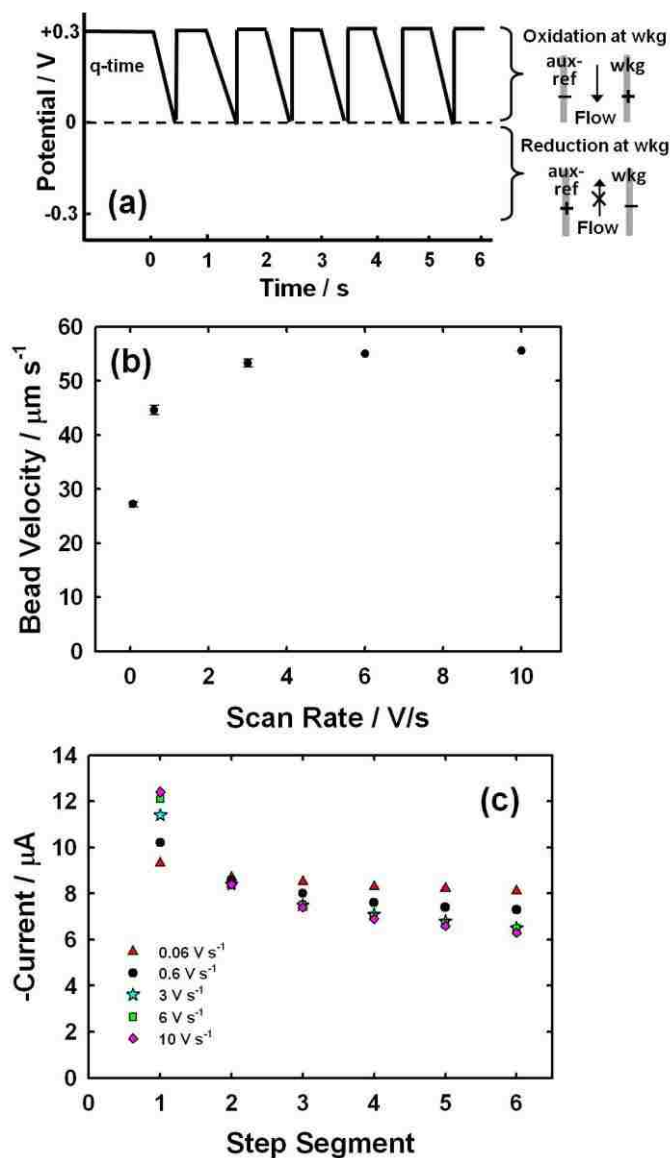 +0.3
0
-0.3
Potential / V
q-time
(a)
0 1 2 3 4 5 6
Time / s
Oxidation at wkg
aux-ref
wkg
−
+
Flow
Reduction at wkg
aux-ref
wkg
+
−
Flow
60
50
40
30
20
10
0
Bead Velocity / μm s⁻¹
(b)
0 2 4 6 8 10
Scan Rate / V/s
14
12
10
8
6
4
2
0
-Current / μA
(c)
0.06 V s⁻¹
0.6 V s⁻¹
3 V s⁻¹
6 V s⁻¹
10 V s⁻¹
0 1 2 3 4 5 6
Step Segment